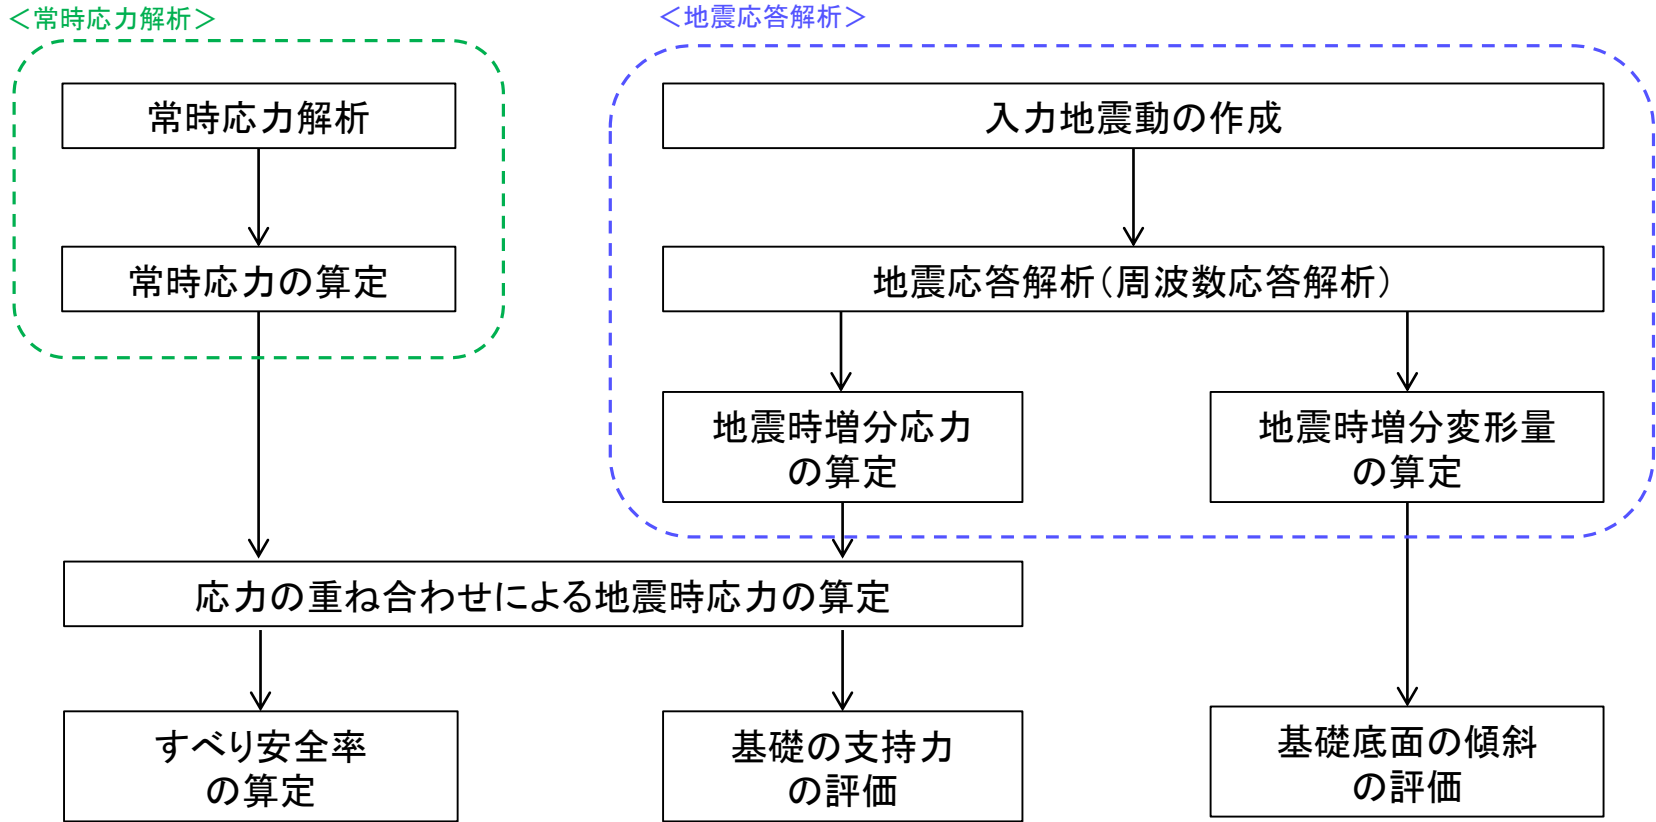 ＜常時応力解析＞
＜地震応答解析＞
常時応力解析
入力地震動の作成
常時応力の算定
地震応答解析（周波数応答解析）
地震時増分応力
の算定
地震時増分変形量
の算定
応力の重ね合わせによる地震時応力の算定
すべり安全率
の算定
基礎の支持力
の評価
基礎底面の傾斜
の評価